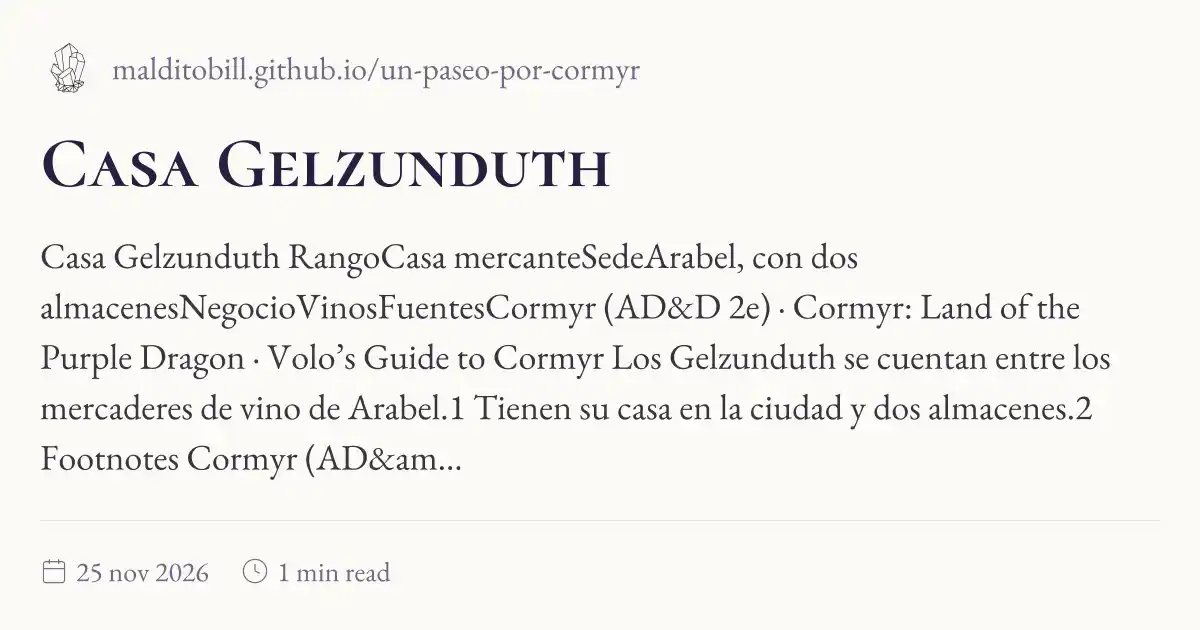 malditobill.github.io/un-paseo-por-cormyr
Casa Gelzunduth
Casa Gelzunduth RangoCasa mercanteSedeArabel, con dos
almacenesNegocioVinosFuentesCormyr (AD&D 2e) · Cormyr: Land of the
Purple Dragon · Volo’s Guide to Cormyr Los Gelzunduth se cuentan entre los
mercaderes de vino de Arabel.1 Tienen su casa en la ciudad y dos almacenes.2
Footnotes Cormyr (AD&am...
25 nov 2026 1 min read